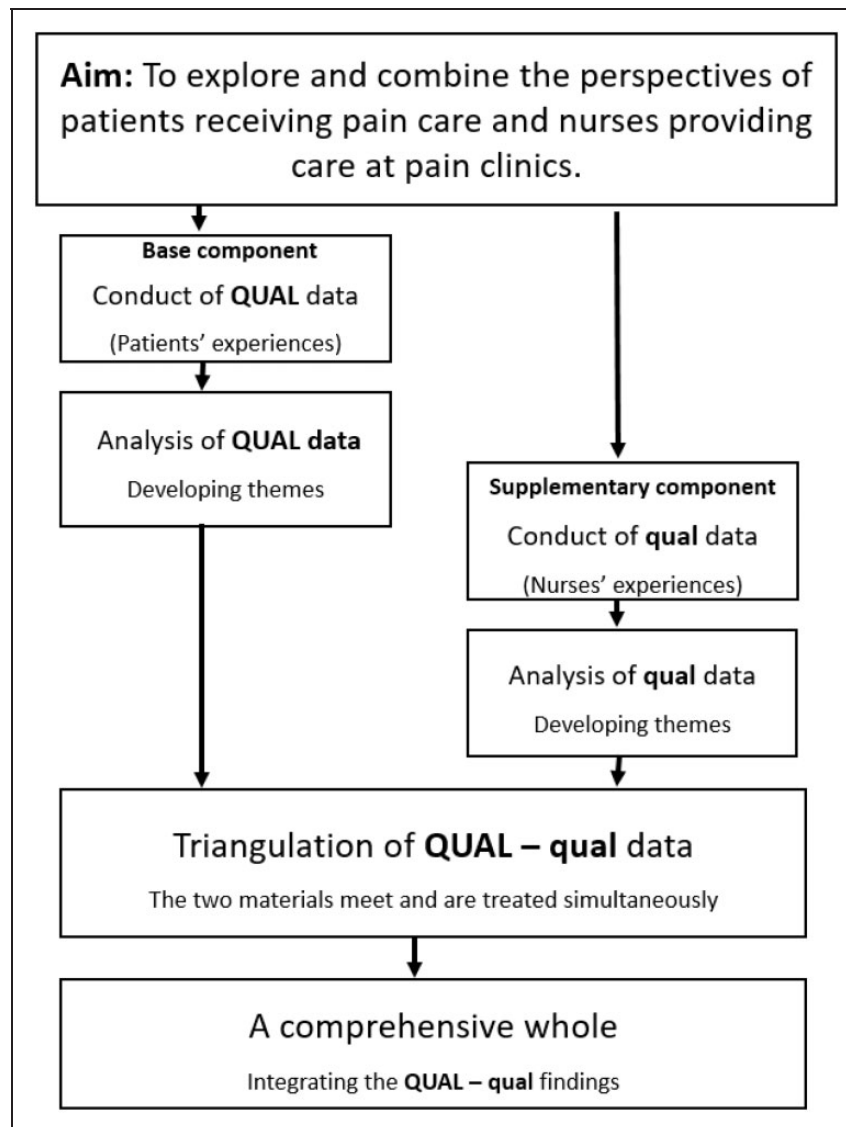 Aim: To explore and combine the perspectives of
patients receiving pain care and nurses providing
care at pain clinics.
Base component
Conduct of QUAL data
(Patients’ experiences)
Analysis of QUAL data
Developing themes
Supplementary component
Conduct of qual data
(Nurses’ experiences)
Analysis of qual data
Developing themes
Triangulation of QUAL – qual data
The two materials meet and are treated simultaneously
A comprehensive whole
Integrating the QUAL – qual findings